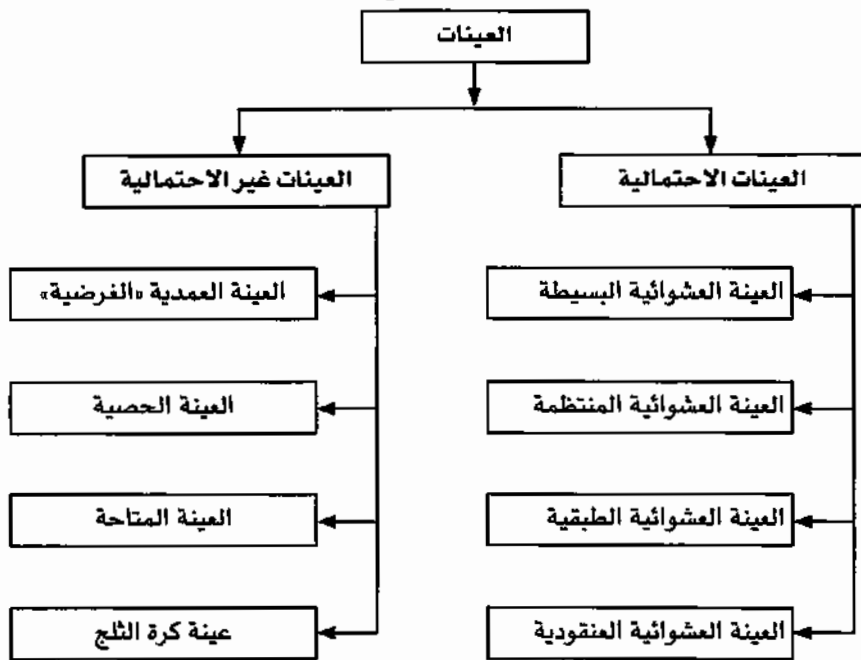 العينات
العينات الاحتمالية
العينات غير الاحتمالية
العينة العشوائية البسيطة
العينة العشوائية المنتظمة
العينة العشوائية الطبقية
العينة العشوائية العنقودية
العينة العمدية «الفرضية»
العينة الحصية
العينة المتاحة
عينة كرة الثلج